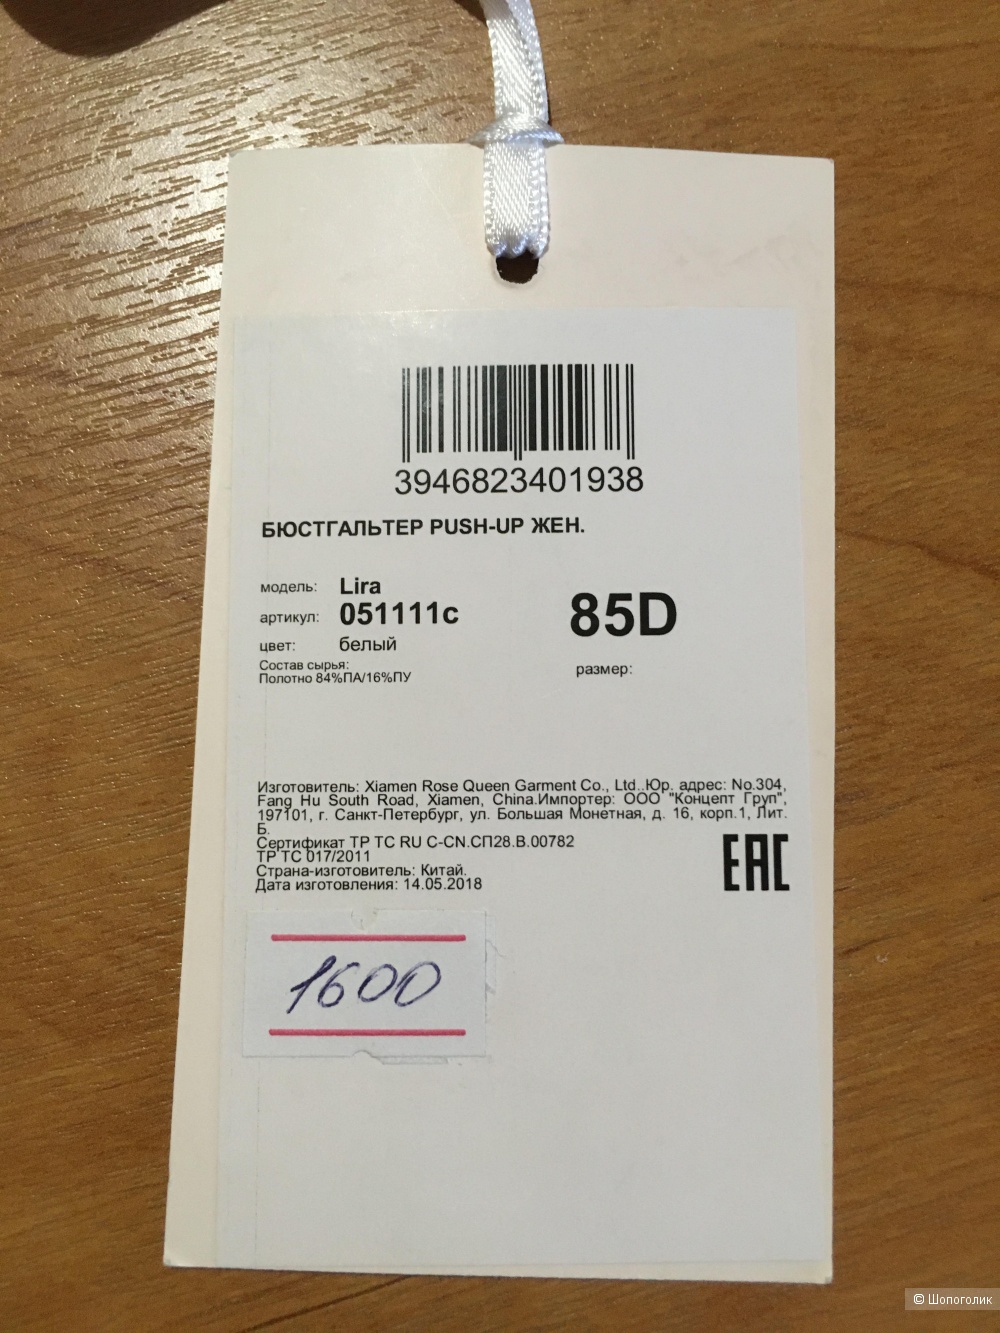 3946823401938
БЮСТГАЛЬТЕР PUSH-UP ЖЕН.
модель: Lira
артикул: 051111с
цвет: белый
85D
размер:
Состав сырья:
Полотно 84%ПА/16%ПУ
Изготовитель: Xiamen Rose Queen Garment Co., Ltd..Юр. адрес: No.304,
Fang Hu South Road, Xiamen, China.Импортер: ООО "Концепт Груп",
197101, г. Санкт-Петербург, ул. Большая Монетная, д. 16, корп.1, Лит.
Б.
Сертификат ТР ТС RU C-CN.СП28.В.00782
ТР ТС 017/2011
Страна-изготовитель: Китай.
Дата изготовления: 14.05.2018
ЕАС
1600
© Шопоголик